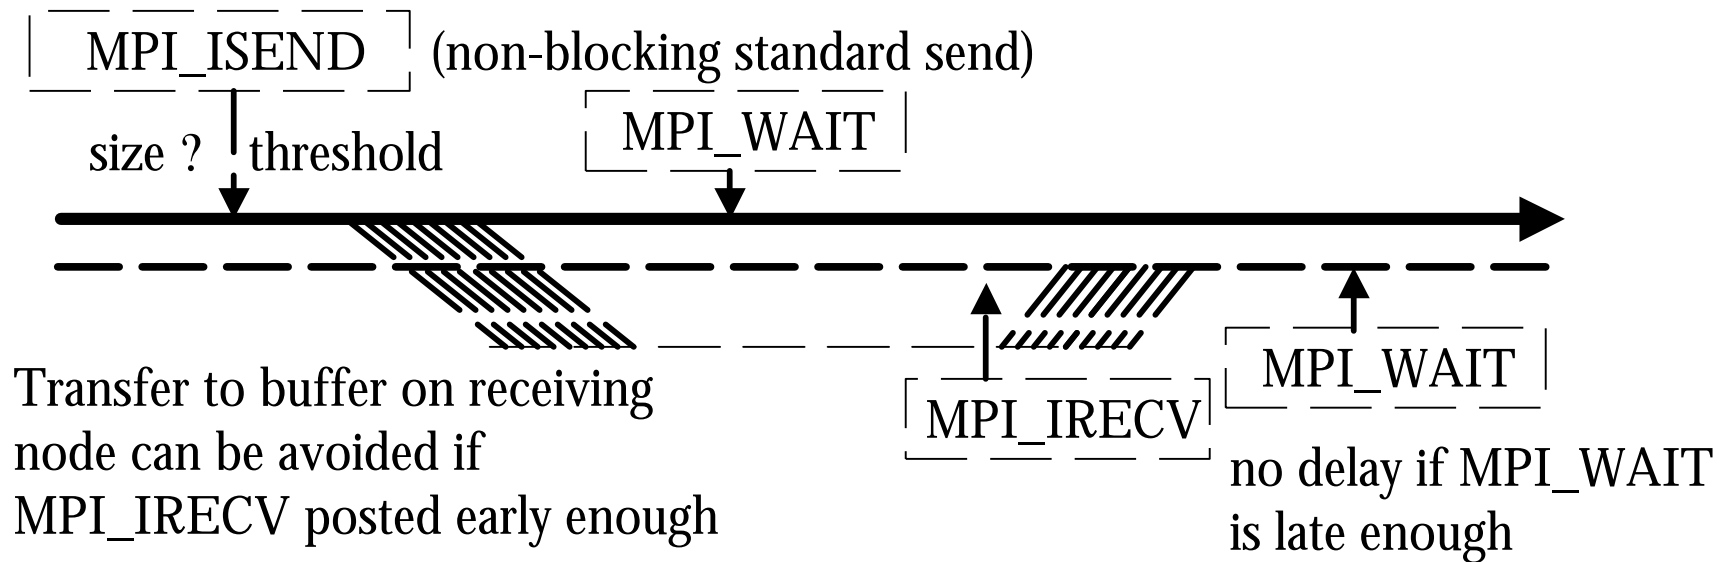 MPI_ISEND (non-blocking standard send)
MPI_WAIT
size ? threshold
MPI_WAIT
MPI_IRECV
Transfer to buffer on receiving
node can be avoided if
MPI_IRECV posted early enough
no delay if MPI_WAIT
is late enough